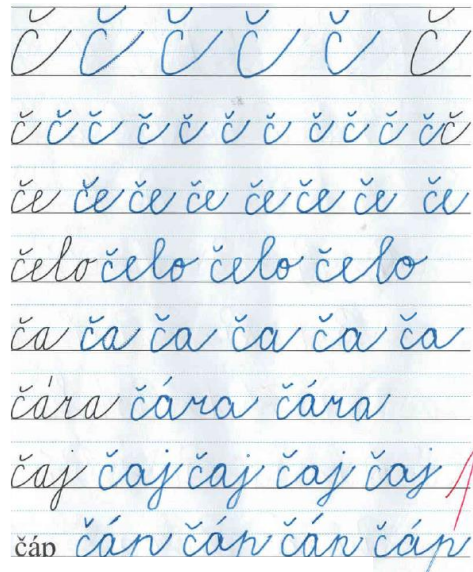 č č č č č č
č č č č č č č č č č č č
če če če če če če če če
čelo čelo čelo čelo
ča ča ča ča ča ča
čára čára čára
čaj čaj čaj čaj čaj
čáp čáp čáp čáp čáp